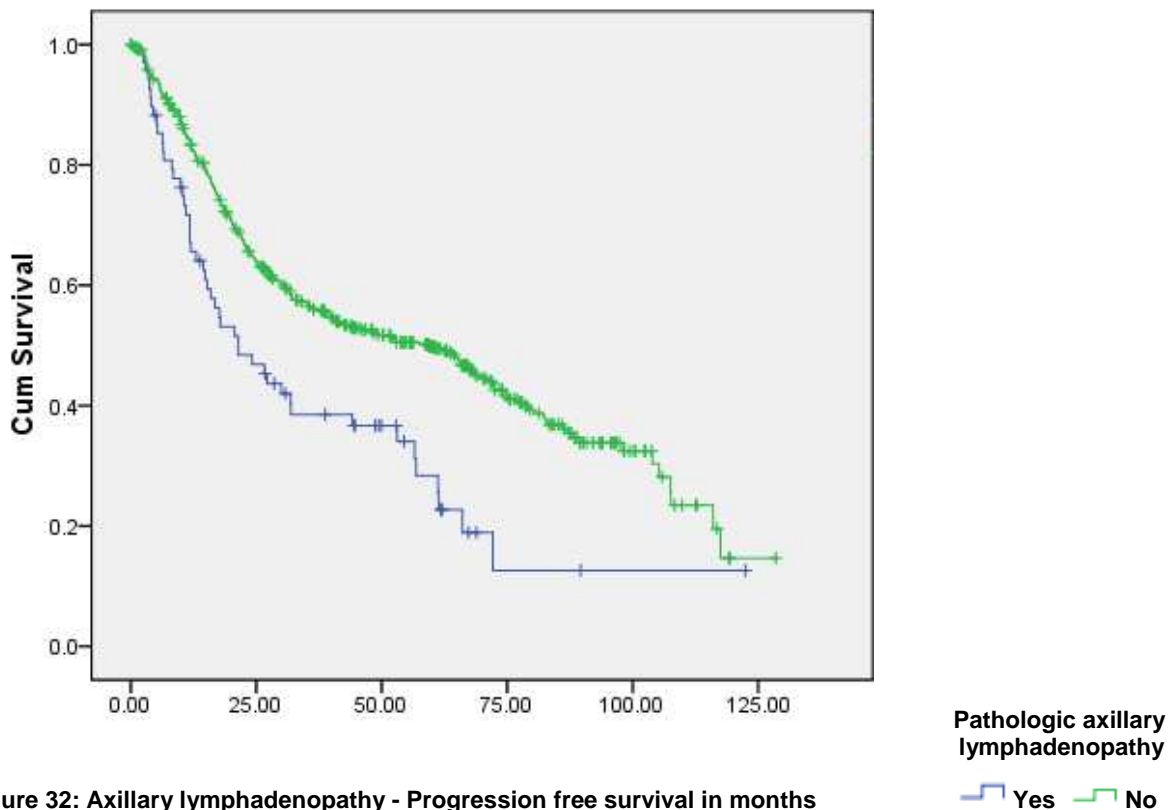 1.0
0.8
0.6
0.4
0.2
0.0
Cum Survival
0.00 25.00 50.00 75.00 100.00 125.00
Pathologic axillary
lymphadenopathy
Yes No
ure 32: Axillary lymphadenopathy - Progression free survival in months